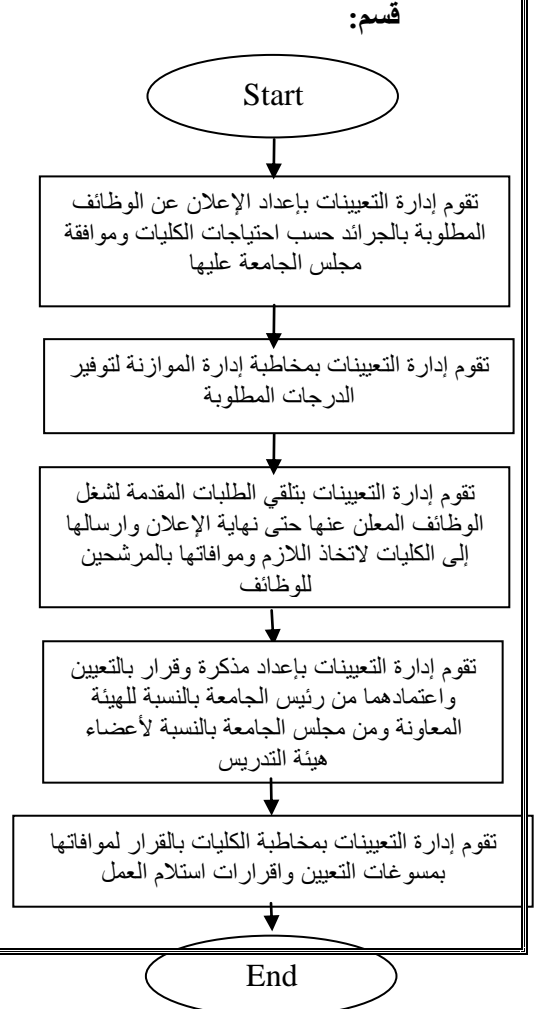 قسم:
Start
تقوم إدارة التعيينات بإعداد الإعلان عن الوظائف
المطلوبة بالجرائد حسب احتياجات الكليات وموافقة
مجلس الجامعة عليها
تقوم إدارة التعيينات بمخاطبة إدارة الموازنة لتوفير
الدرجات المطلوبة
تقوم إدارة التعيينات بتلقي الطلبات المقدمة لشغل
الوظائف المعلن عنها حتى نهاية الإعلان وارسالها
إلى الكليات لاتخاذ اللازم وموافاتها بالمرشحين
للوظائف
تقوم إدارة التعيينات بإعداد مذكرة وقرار بالتعيين
واعتمادهما من رئيس الجامعة بالنسبة للهيئة
المعاونة ومن مجلس الجامعة بالنسبة لأعضاء
هيئة التدريس
تقوم إدارة التعيينات بمخاطبة الكليات بالقرار لموافاتها
بمسوغات التعيين واقرارات استلام العمل
End